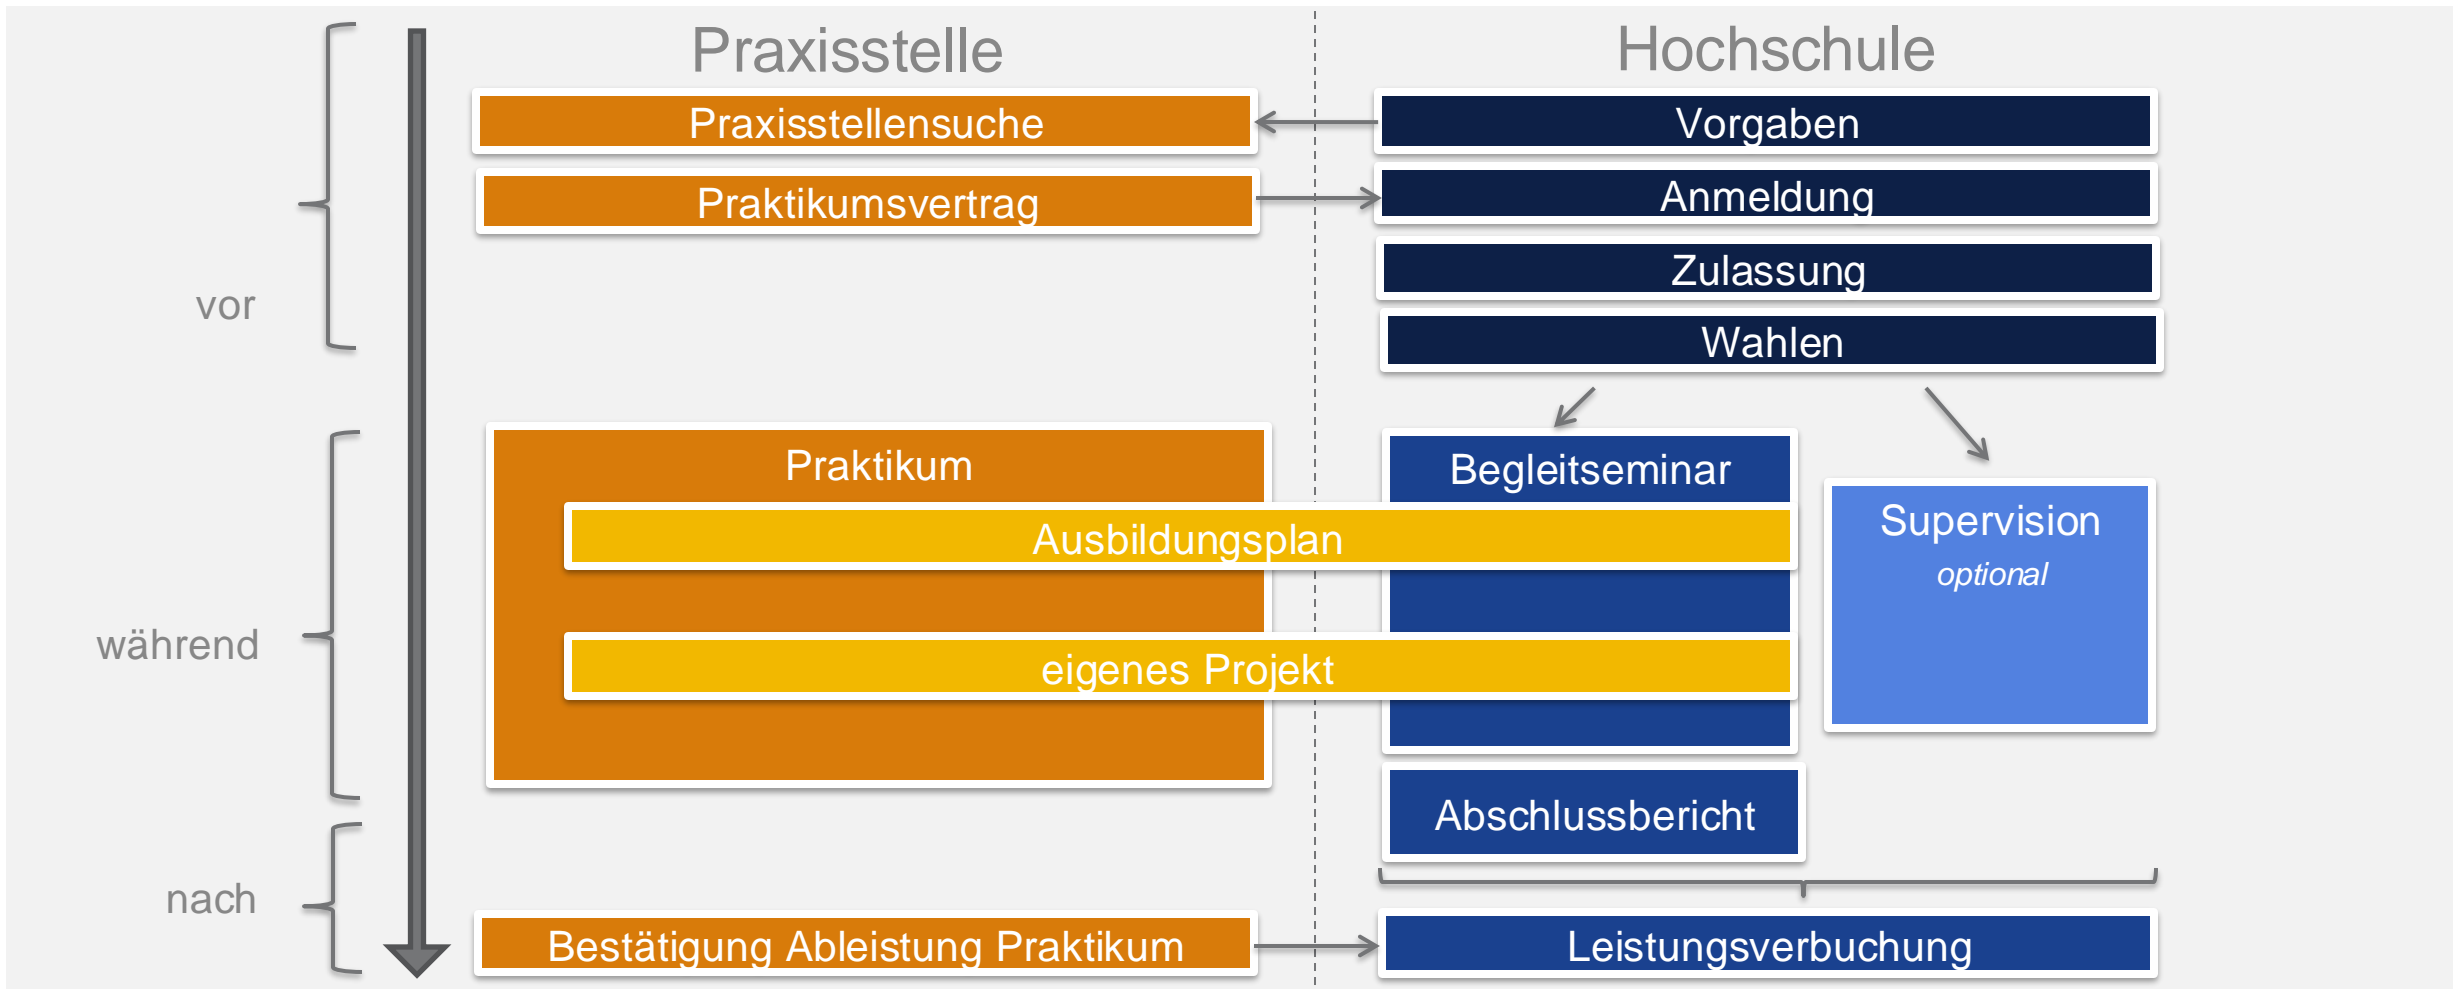 Praxisstelle
Hochschule
Praxisstellensuche
Vorgaben
Praktikumsvertrag
Anmeldung
Zulassung
vor
Wahlen
Praktikum
Begleitseminar
Supervision
optional
Ausbildungsplan
während
eigenes Projekt
Abschlussbericht
nach
Bestätigung Ableistung Praktikum
Leistungsverbuchung